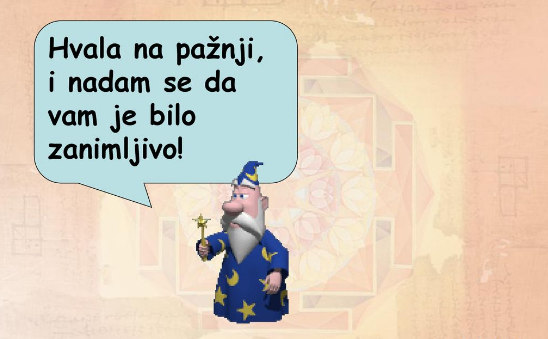 Hvala na pažnji,
i nadam se da
vam je bilo
zanimljivo!